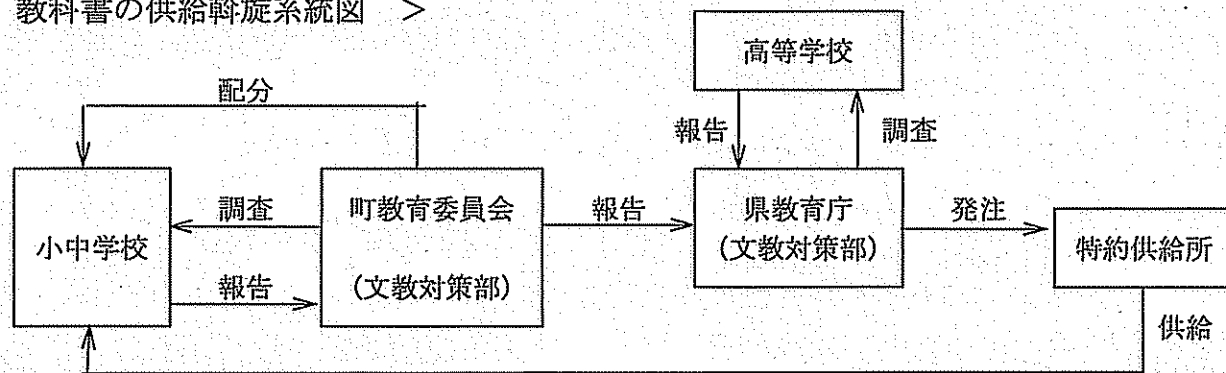 教科書の供給斡旋系統図 >
高等学校
配分
報告
調査
小中学校
調査
報告
町教育委員会
(文教対策部)
報告
県教育庁
(文教対策部)
発注
特約供給所
供給